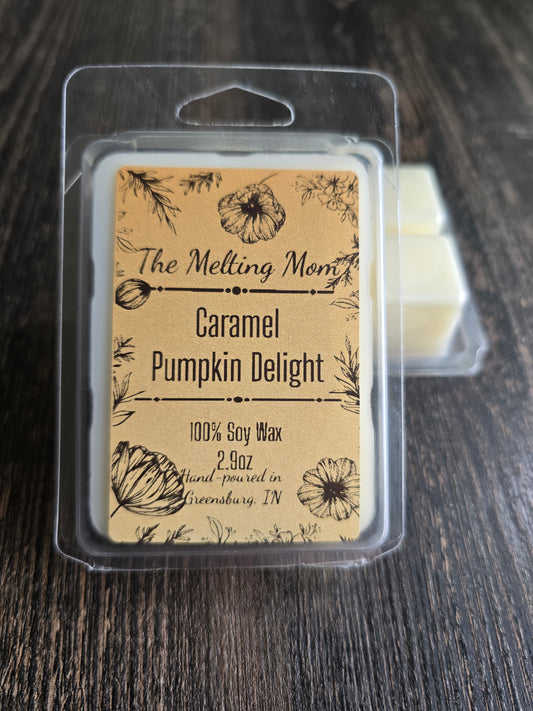 The Melting Mom
Caramel
Pumpkin Delight
100% Soy Wax
2.9oz
Hand-poured in
Greensburg, IN